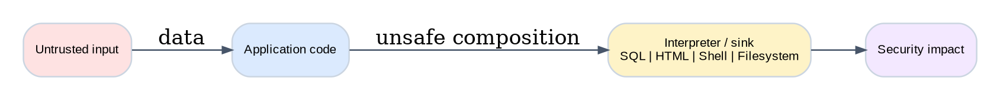 Untrusted input
data
Application code
unsafe composition
Interpreter / sink
SQL | HTML | Shell | Filesystem
Security impact